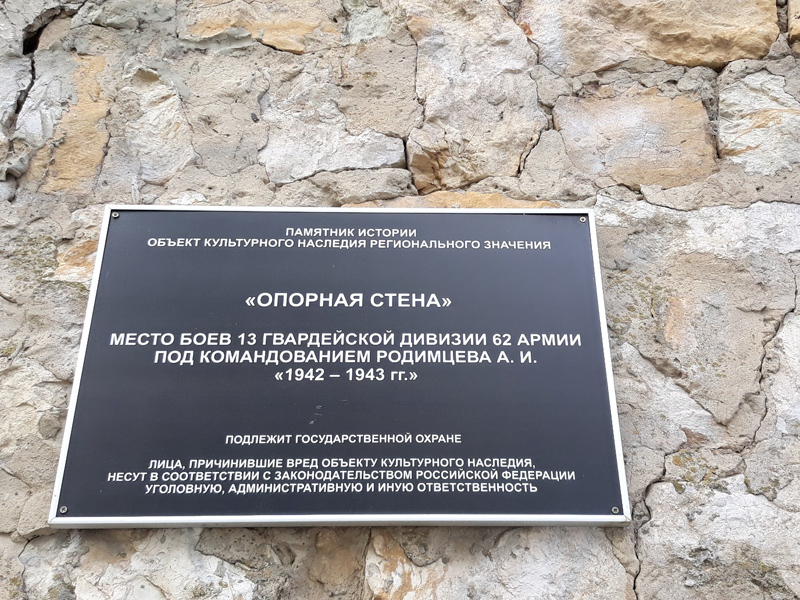 ПАМЯТНИК ИСТОРИИ
ОБЪЕКТ КУЛЬТУРНОГО НАСЛЕДИЯ РЕГИОНАЛЬНОГО ЗНАЧЕНИЯ
«ОПОРНАЯ СТЕНА»
МЕСТО БОЕВ 13 ГВАРДЕЙСКОЙ ДИВИЗИИ 62 АРМИИ
ПОД КОМАНДОВАНИЕМ РОДИМЦЕВА А. И.
«1942 – 1943 гг.»
ПОДЛЕЖИТ ГОСУДАРСТВЕННОЙ ОХРАНЕ
ЛИЦА, ПРИЧИНИВШИЕ ВРЕД ОБЪЕКТУ КУЛЬТУРНОГО НАСЛЕДИЯ,
НЕСУТ В СООТВЕТСТВИИ С ЗАКОНОДАТЕЛЬСТВОМ РОССИЙСКОЙ ФЕДЕРАЦИИ
УГОЛОВНУЮ, АДМИНИСТРАТИВНУЮ И ИНУЮ ОТВЕТСТВЕННОСТЬ